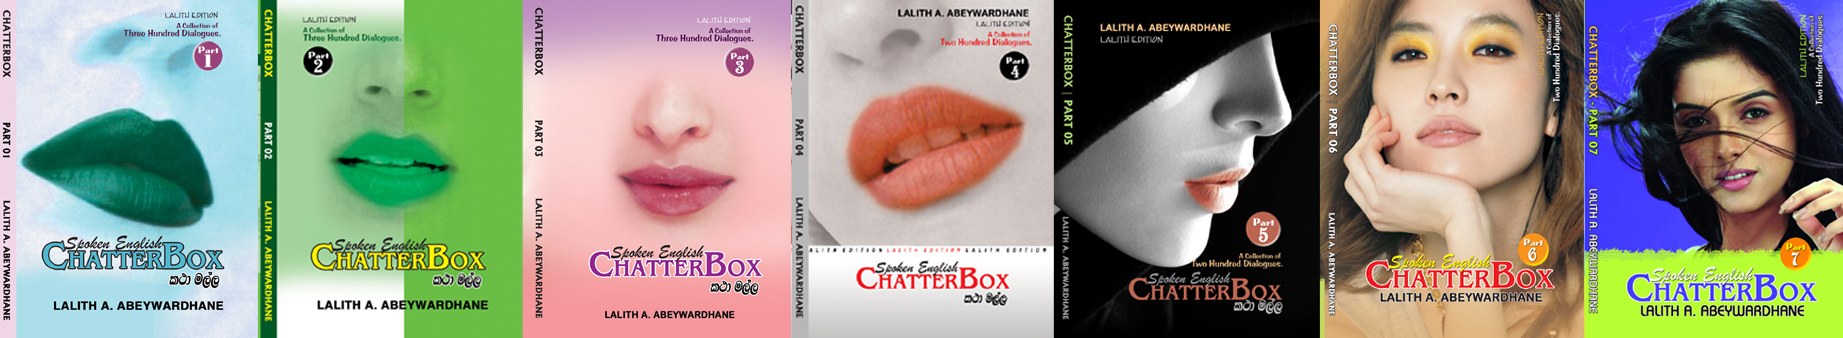 CHATTERBOX
PART 01
LALITH A. ABEYWARDHANE
LALITH EDITION
A Collection of
Three Hundred Dialogues.
Part
1
Spoken English
CHATTERBOX
කථා මල්ල
LALITH A. ABEYWARDHANE
CHATTERBOX
PART 02
LALITH A. ABEYWARDHANE
LALITH EDITION
A Collection of
Three Hundred Dialogues.
Part
2
Spoken English
CHATTERBOX
කථා මල්ල
LALITH A. ABEYWARDHANE
CHATTERBOX
PART 03
LALITH A. ABEYWARDHANE
LALITH EDITION
A Collection of
Three Hundred Dialogues.
Part
3
Spoken English
CHATTERBOX
කථා මල්ල
LALITH A. ABEYWARDHANE
CHATTERBOX
PART 04
LALITH A. ABEYWARDHANE
LALITH A. ABEYWARDHANE
LALITH EDITION
A Collection of
Two Hundred Dialogues.
Part
4
LALITH EDITION LALITH EDITION LALITH EDITION
Spoken English
CHATTERBOX
කථා මල්ල
CHATTERBOX | PART 05
LALITH A. ABEYWARDHANE
LALITH A. ABEYWARDHANE
LALITH EDITION
Part
5
A Collection of
Two Hundred Dialogues.
Spoken English
CHATTERBOX
කථා මල්ල
CHATTERBOX | PART 06
LALITH A. ABEYWARDHANE
LALITH EDITION
A Collection of
Two Hundred Dialogues.
Part
6
Spoken English
CHATTERBOX
LALITH A. ABEYWARDHANE
CHATTERBOX - PART 07
LALITH A. ABEYWARDHANE
LALITH EDITION
A Collection of
Two Hundred Dialogues.
Part
7
Spoken English
CHATTERBOX
LALITH A. ABEYWARDHANE